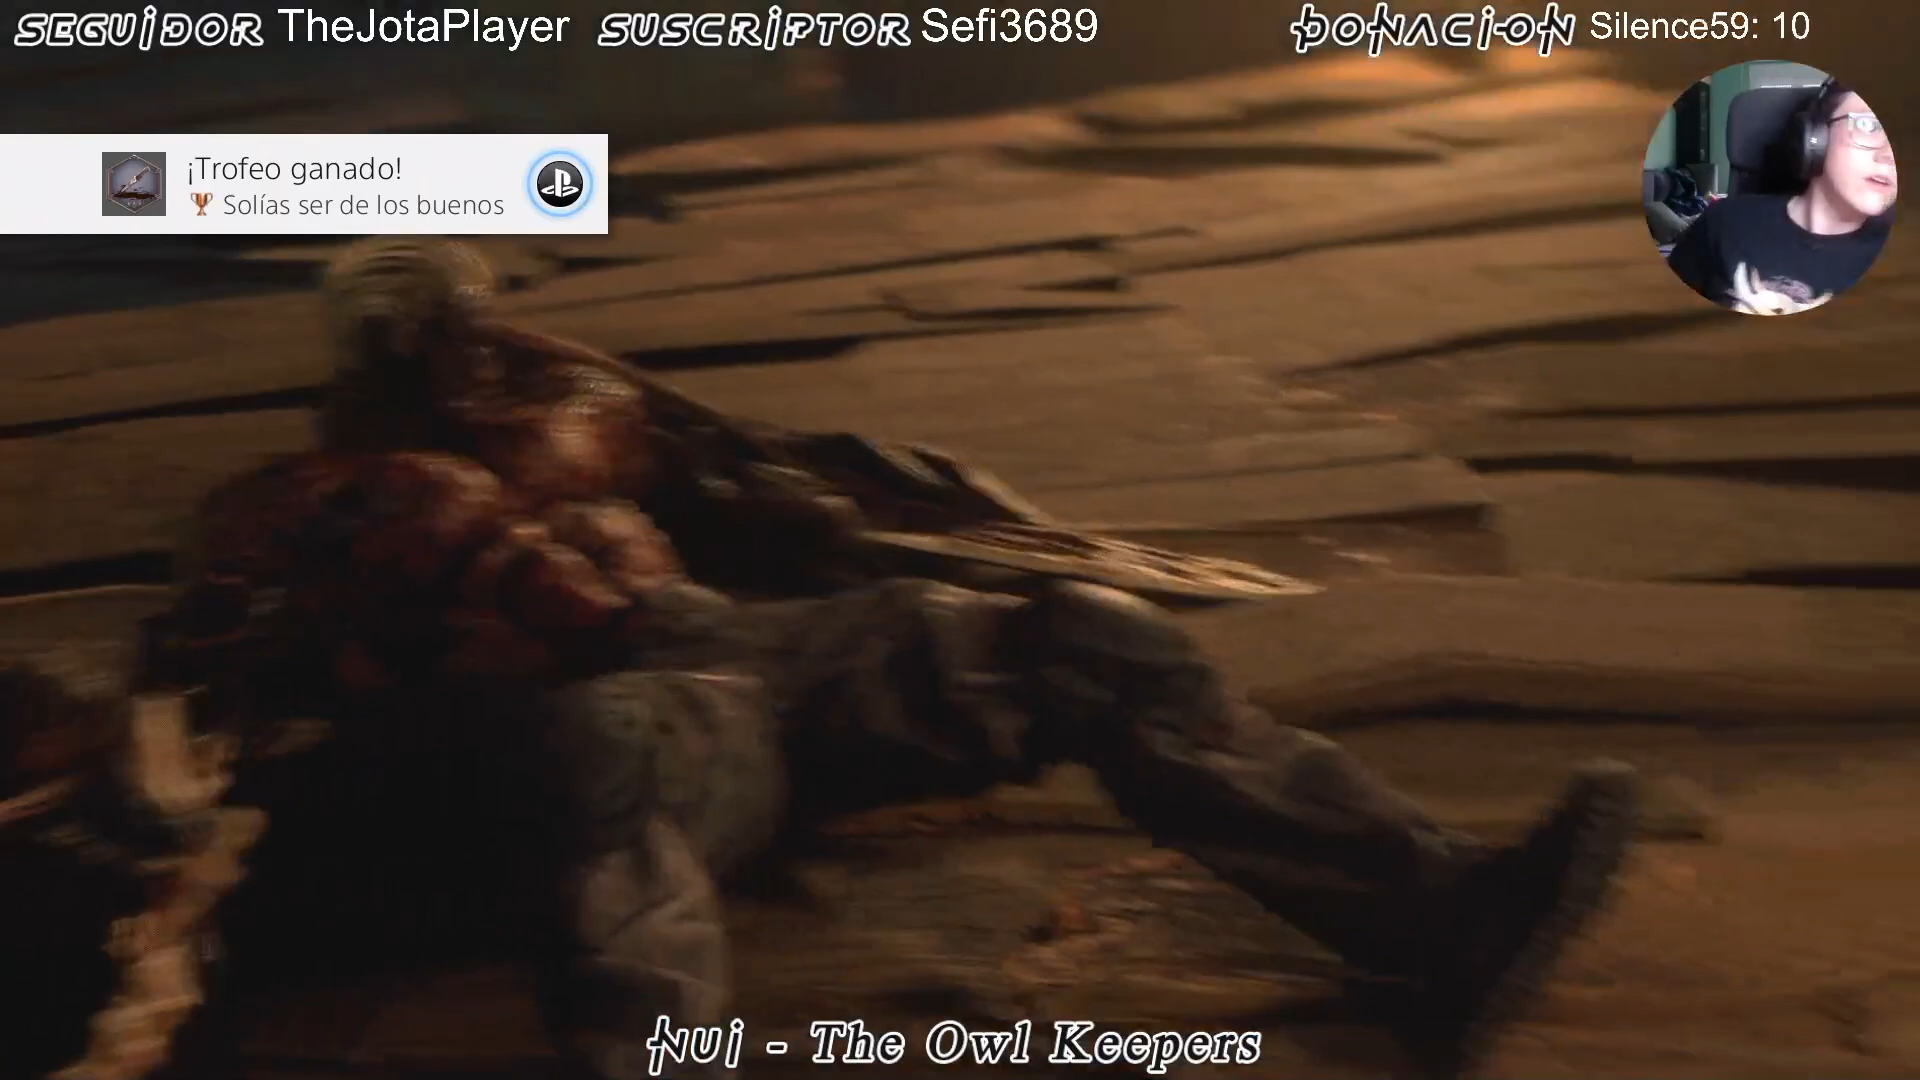 SEGUIDOR TheJotaPlayer SUSCRIPTOR Sefi3689 DONACION Silence59: 10
¡Trofeo ganado!
Solías ser de los buenos
NUI - The Owl Keepers